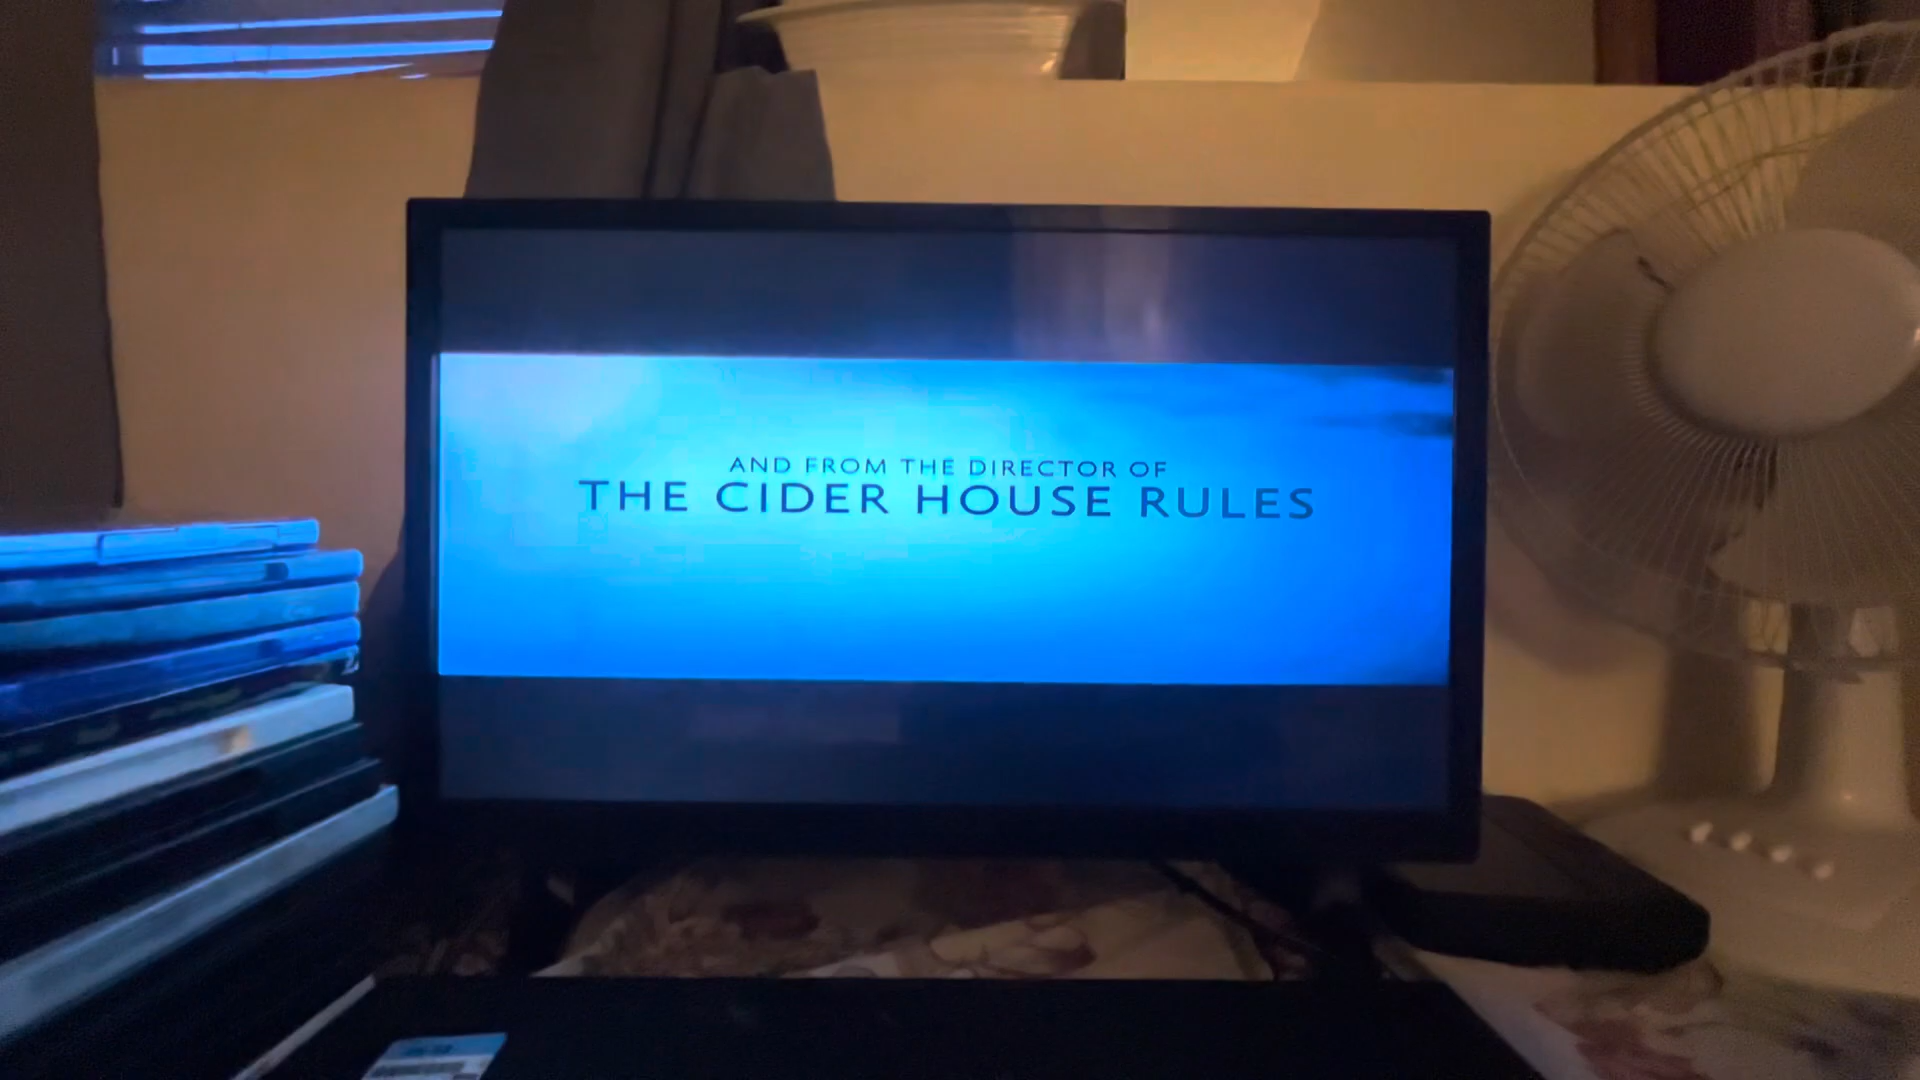 AND FROM THE DIRECTOR OF
THE CIDER HOUSE RULES